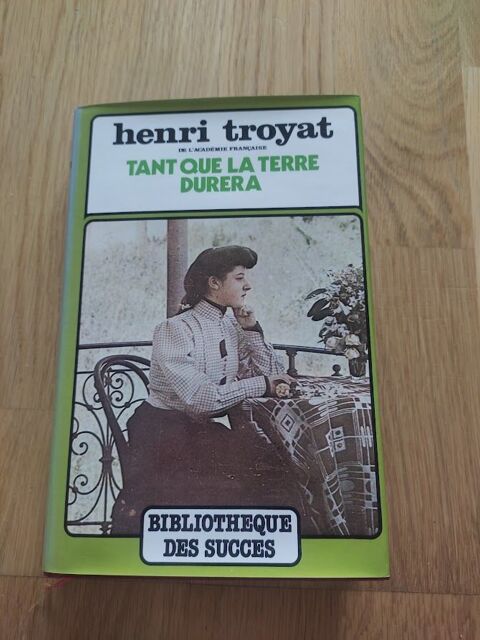 henri troyat
DE L'ACADÉMIE FRANÇAISE
TANT QUE LA TERRE
DURERA
BIBLIOTHEQUE
DES SUCCES